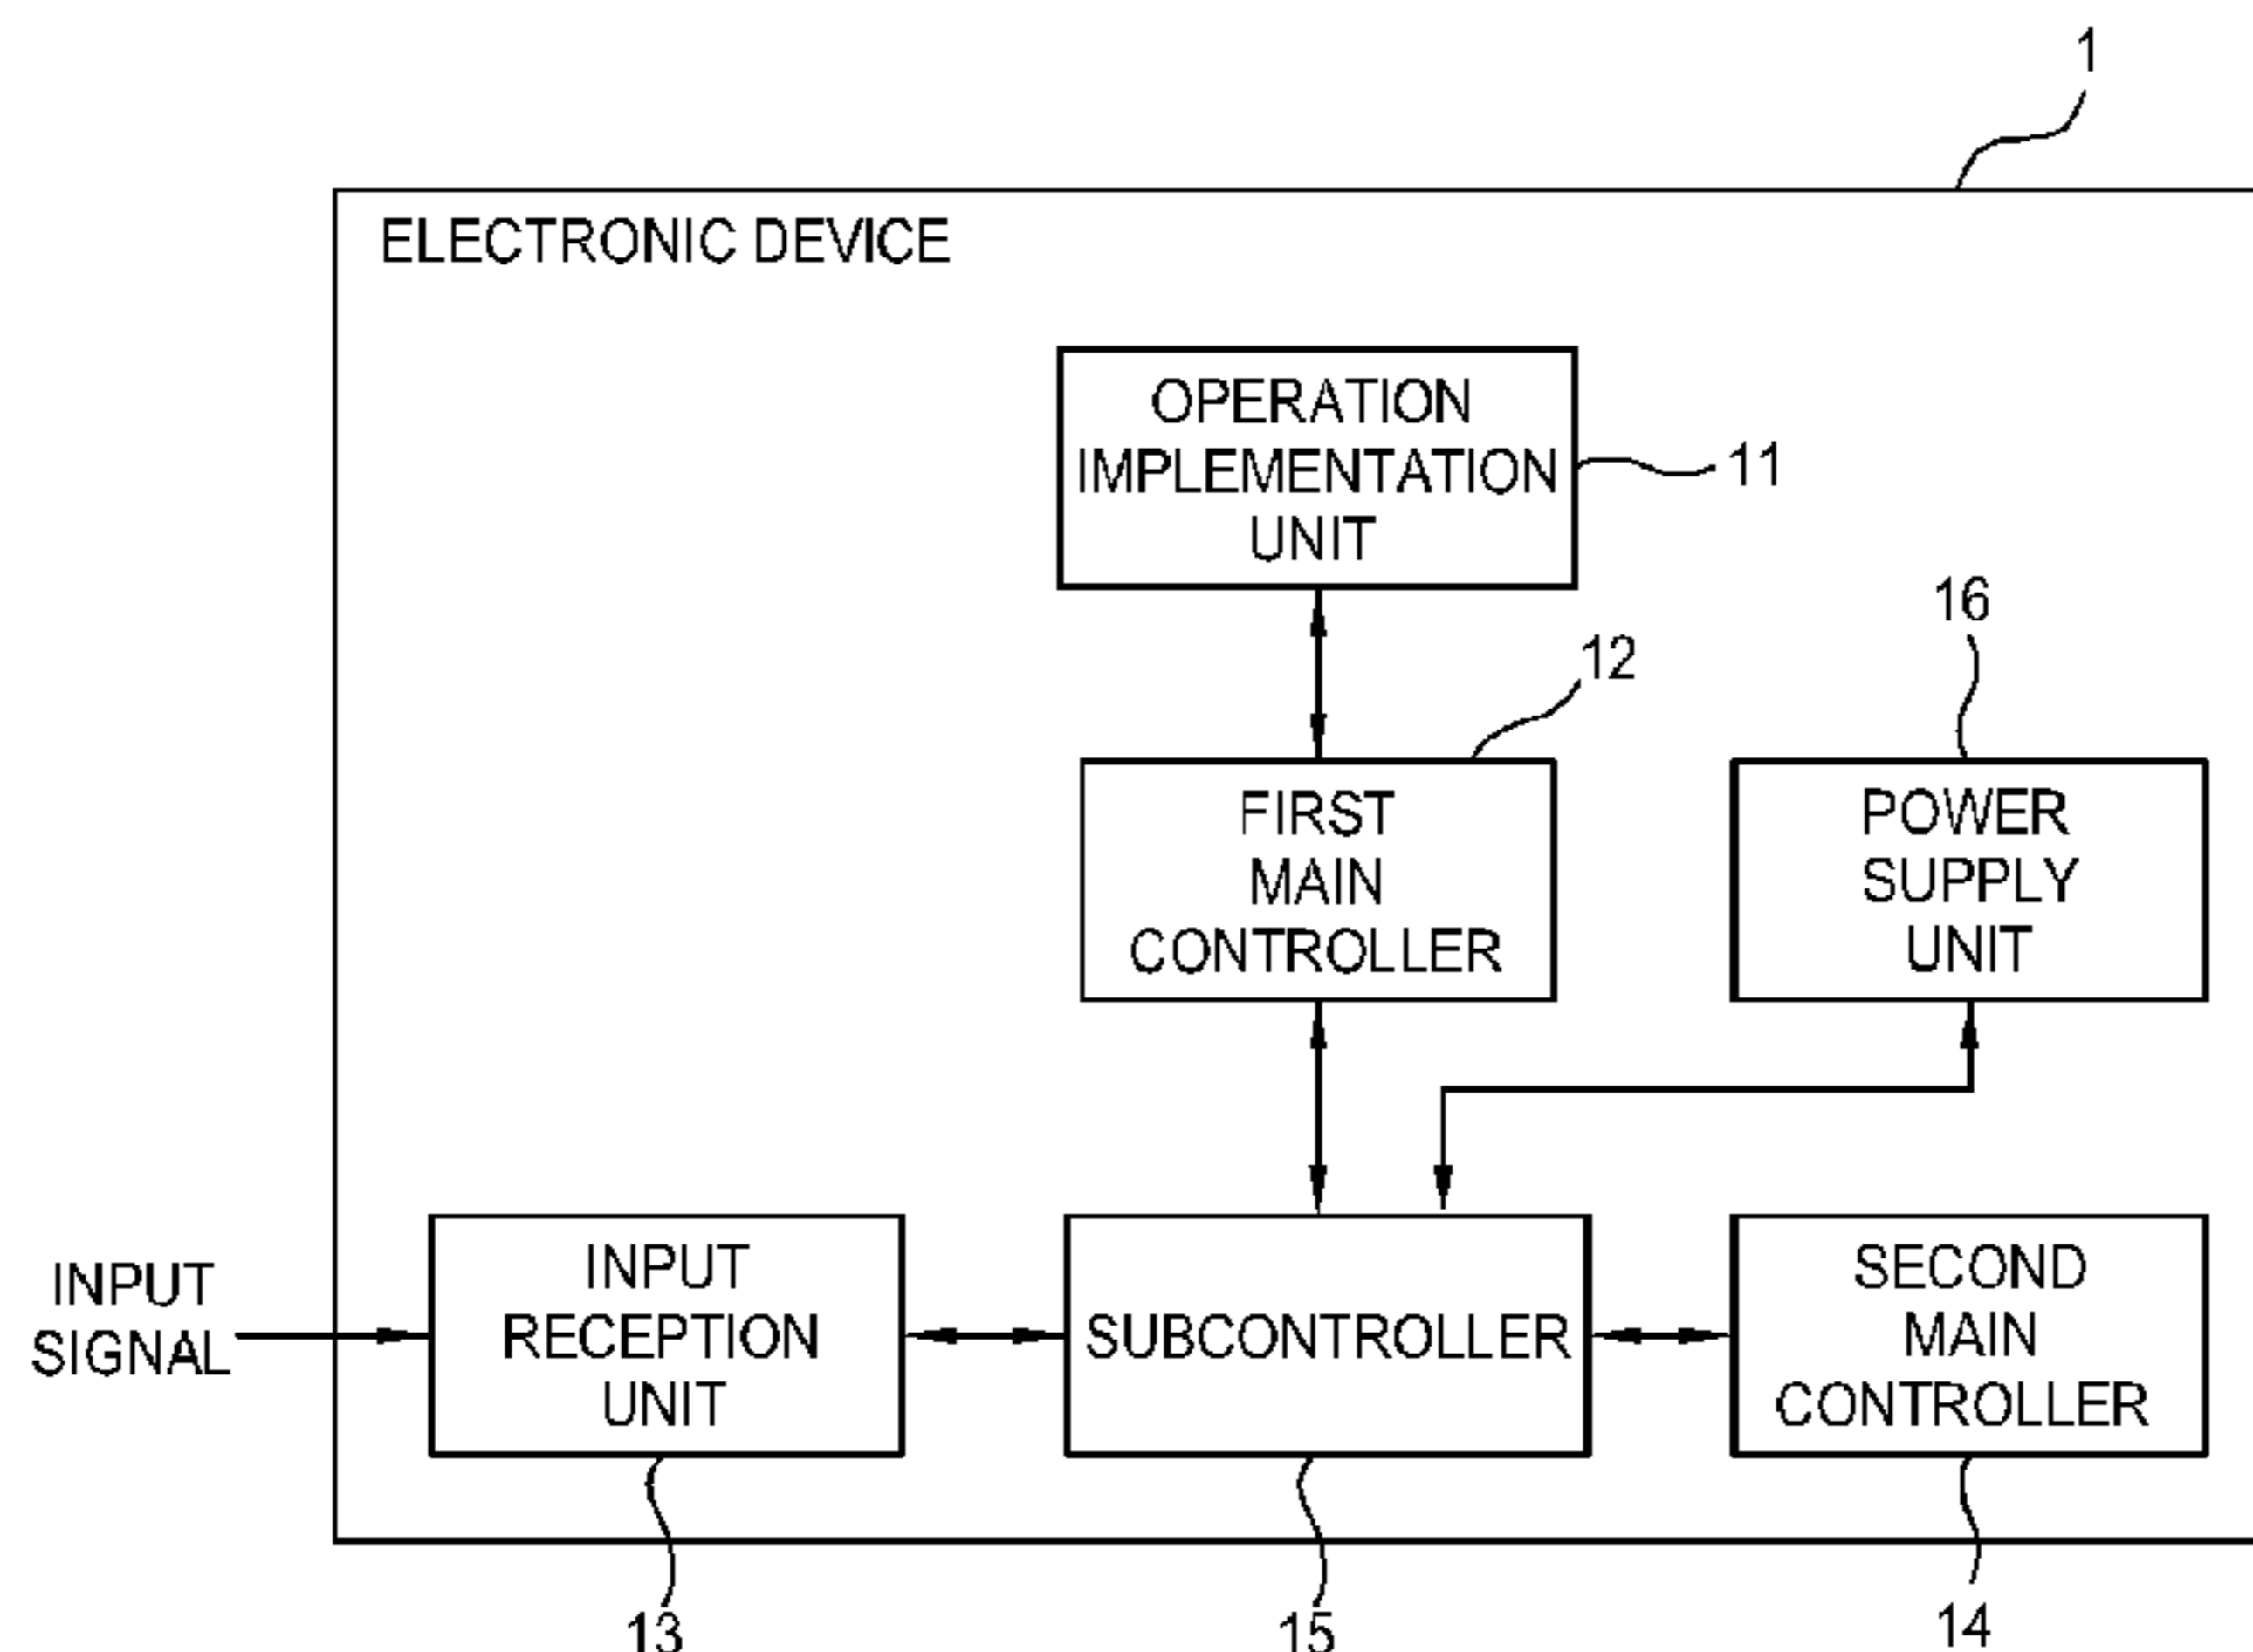 1
ELECTRONIC DEVICE
OPERATION
IMPLEMENTATION
UNIT
11
16
12
FIRST
MAIN
CONTROLLER
POWER
SUPPLY
UNIT
INPUT
SIGNAL
INPUT
RECEPTION
UNIT
SUBCONTROLLER
SECOND
MAIN
CONTROLLER
13
15
14